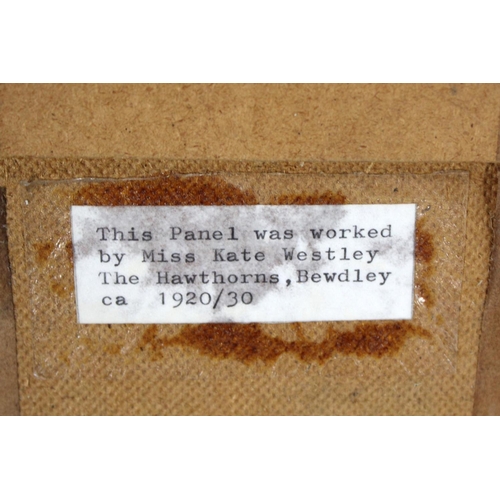 This Panel was worked
by Miss Kate Westley
The Hawthorns,Bewdley
ca 1920/30